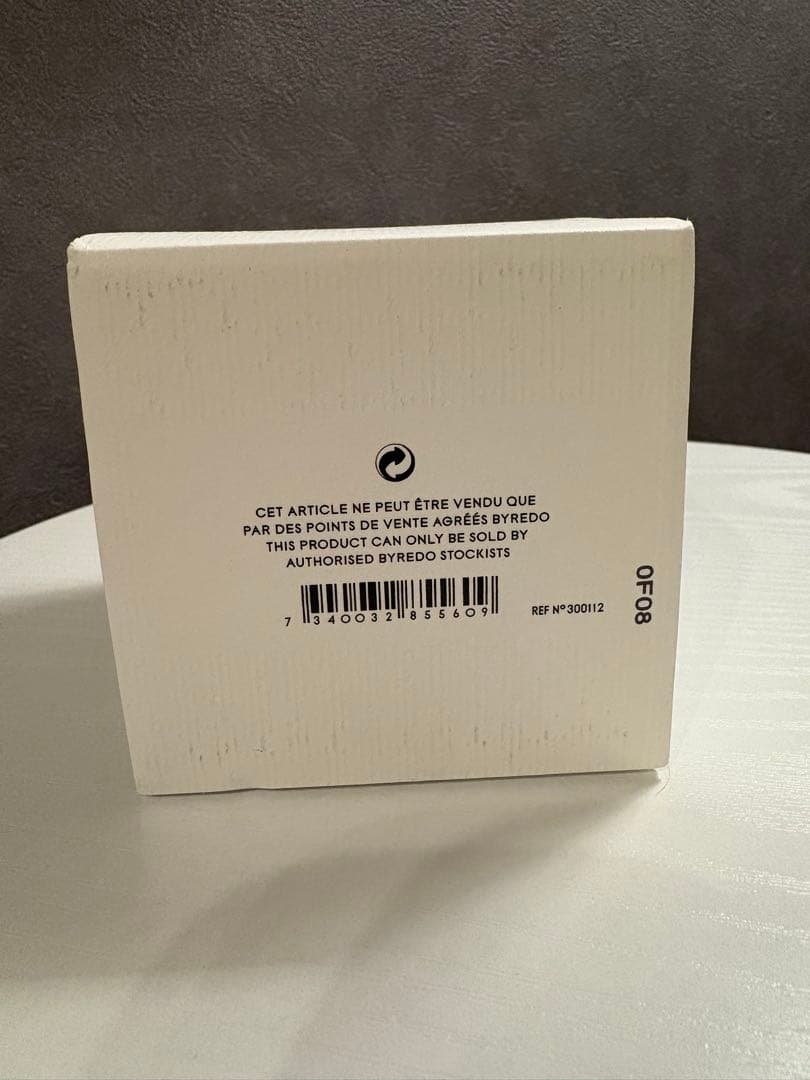 CET ARTICLE NE PEUT ÊTRE VENDU QUE
PAR DES POINTS DE VENTE AGRÉÉS BYREDO
THIS PRODUCT CAN ONLY BE SOLD BY
AUTHORISED BYREDO STOCKISTS
7 340032 855609
REF N° 300112
0F08